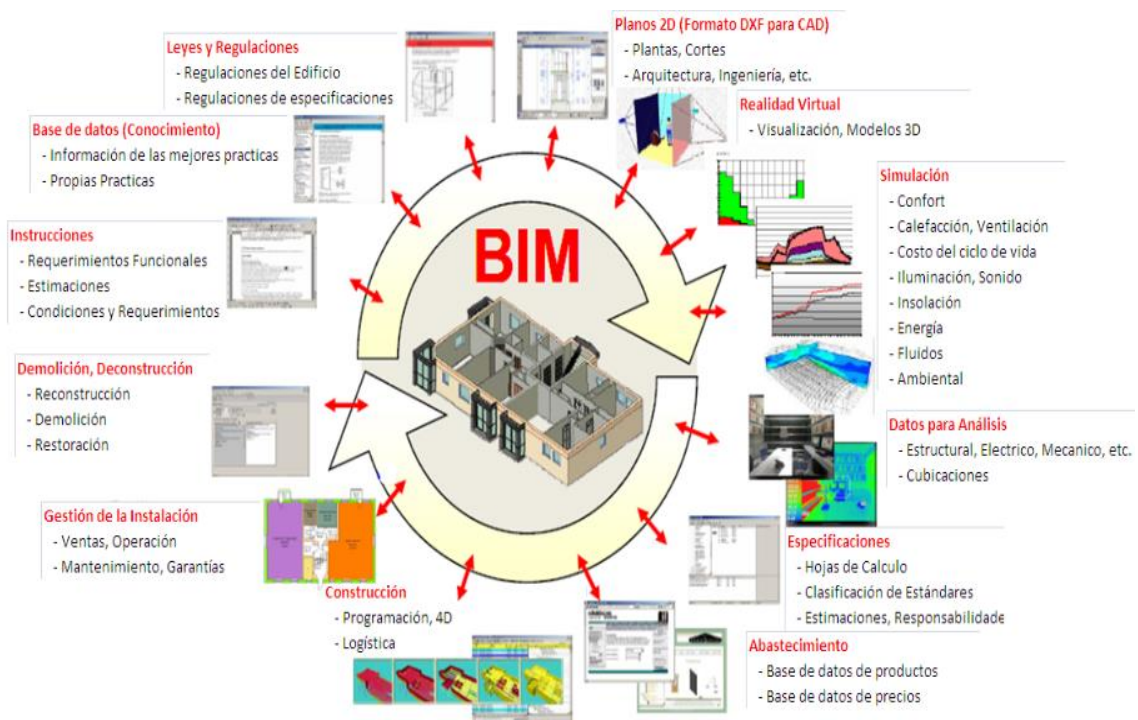 Planos 2D (Formato DXF para CAD)
- Plantas, Cortes
- Arquitectura, Ingeniería, etc.
Realidad Virtual
- Visualización, Modelos 3D
Simulación
- Confort
- Calefacción, Ventilación
- Costo del ciclo de vida
- Iluminación, Sonido
- Insolación
- Energía
- Fluidos
- Ambiental
Datos para Análisis
- Estructural, Electrico, Mecanico, etc.
- Cubicaciones
Especificaciones
- Hojas de Calculo
- Clasificación de Estándares
- Estimaciones, Responsabilidade
Abastecimiento
- Base de datos de productos
- Base de datos de precios
Construcción
- Programación, 4D
- Logística
Gestión de la Instalación
- Ventas, Operación
- Mantenimiento, Garantías
Demolición, Deconstrucción
- Reconstrucción
- Demolición
- Restoración
Instrucciones
- Requerimientos Funcionales
- Estimaciones
- Condiciones y Requerimientos
Base de datos (Conocimiento)
- Información de las mejores practicas
- Propias Practicas
Leyes y Regulaciones
- Regulaciones del Edificio
- Regulaciones de especificaciones
BIM